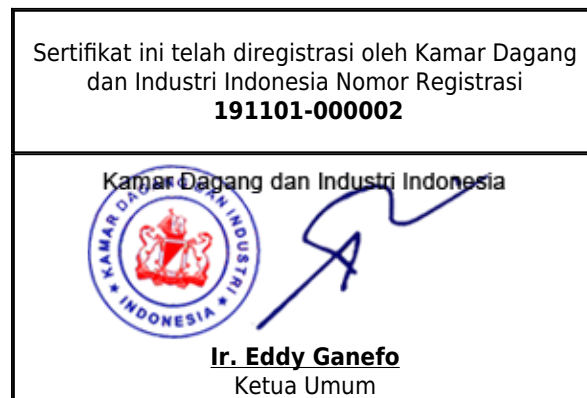 Sertifikat ini telah diregistrasi oleh Kamar Dagang
dan Industri Indonesia Nomor Registrasi
191101-000002
Kamar Dagang dan Industri Indonesia
KAMAR DAGANG DAN INDUSTRI
INDONESIA
Ir. Eddy Ganefo
Ketua Umum